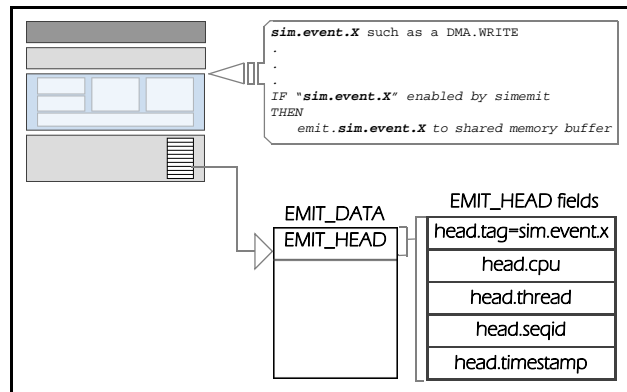 sim.event.X such as a DMA.WRITE
.
.
.
IF "sim.event.X" enabled by simemit
THEN
emit.sim.event.X to shared memory buffer
EMIT_DATA
EMIT_HEAD
EMIT_HEAD fields
head.tag=sim.event.x
head.cpu
head.thread
head.seqid
head.timestamp